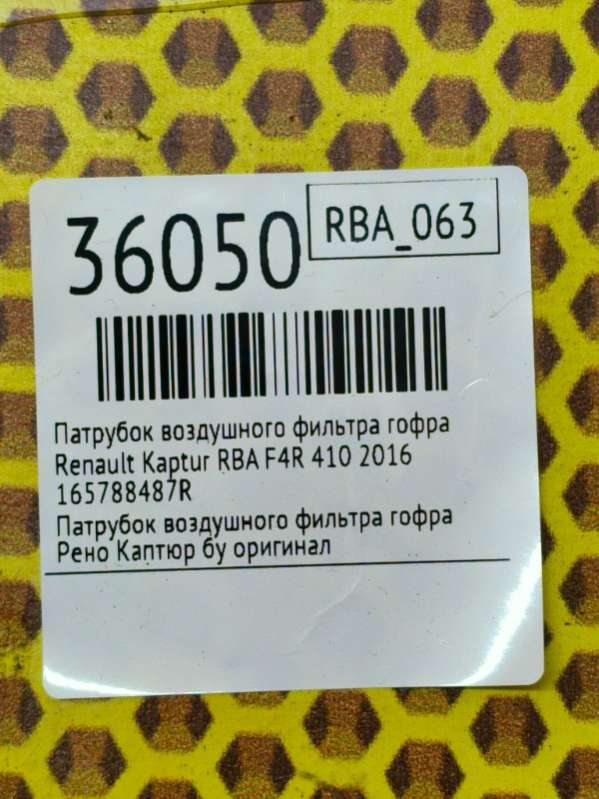 36050
RBA_063
Патрубок воздушного фильтра гофра
Renault Kaptur RBA F4R 410 2016
165788487R
Патрубок воздушного фильтра гофра
Рено Каптюр бу оригинал